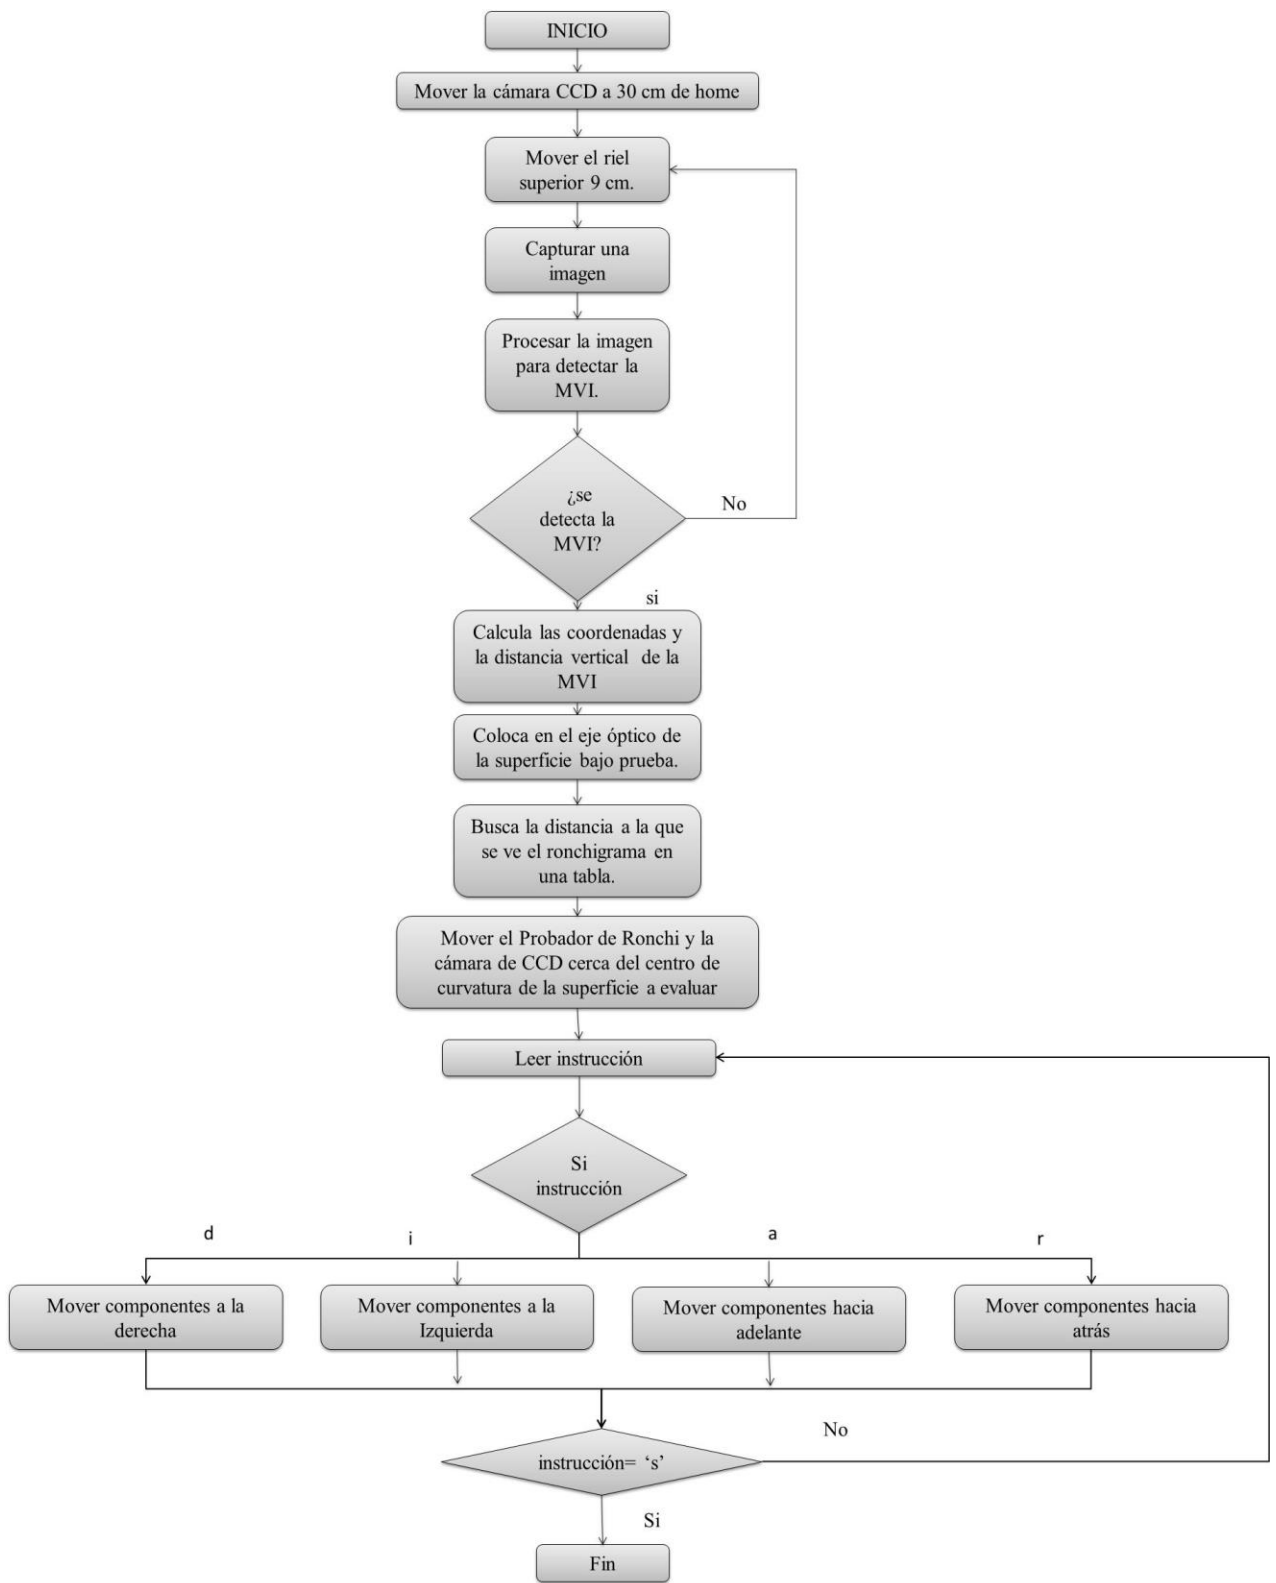 INICIO
Mover la cámara CCD a 30 cm de home
Mover el riel
superior 9 cm.
Capturar una
imagen
Procesar la imagen
para detectar la
MVI.
¿se
detecta la
MVI?
No
si
Calcula las coordenadas y
la distancia vertical de la
MVI
Coloca en el eje óptico de
la superficie bajo prueba.
Busca la distancia a la que
se ve el ronchigrama en
una tabla.
Mover el Probador de Ronchi y la
cámara de CCD cerca del centro de
curvatura de la superficie a evaluar
Leer instrucción
Si
instrucción
d
i
a
r
Mover componentes a la
derecha
Mover componentes a la
Izquierda
Mover componentes hacia
adelante
Mover componentes hacia
atrás
No
instrucción= ‘s’
Si
Fin